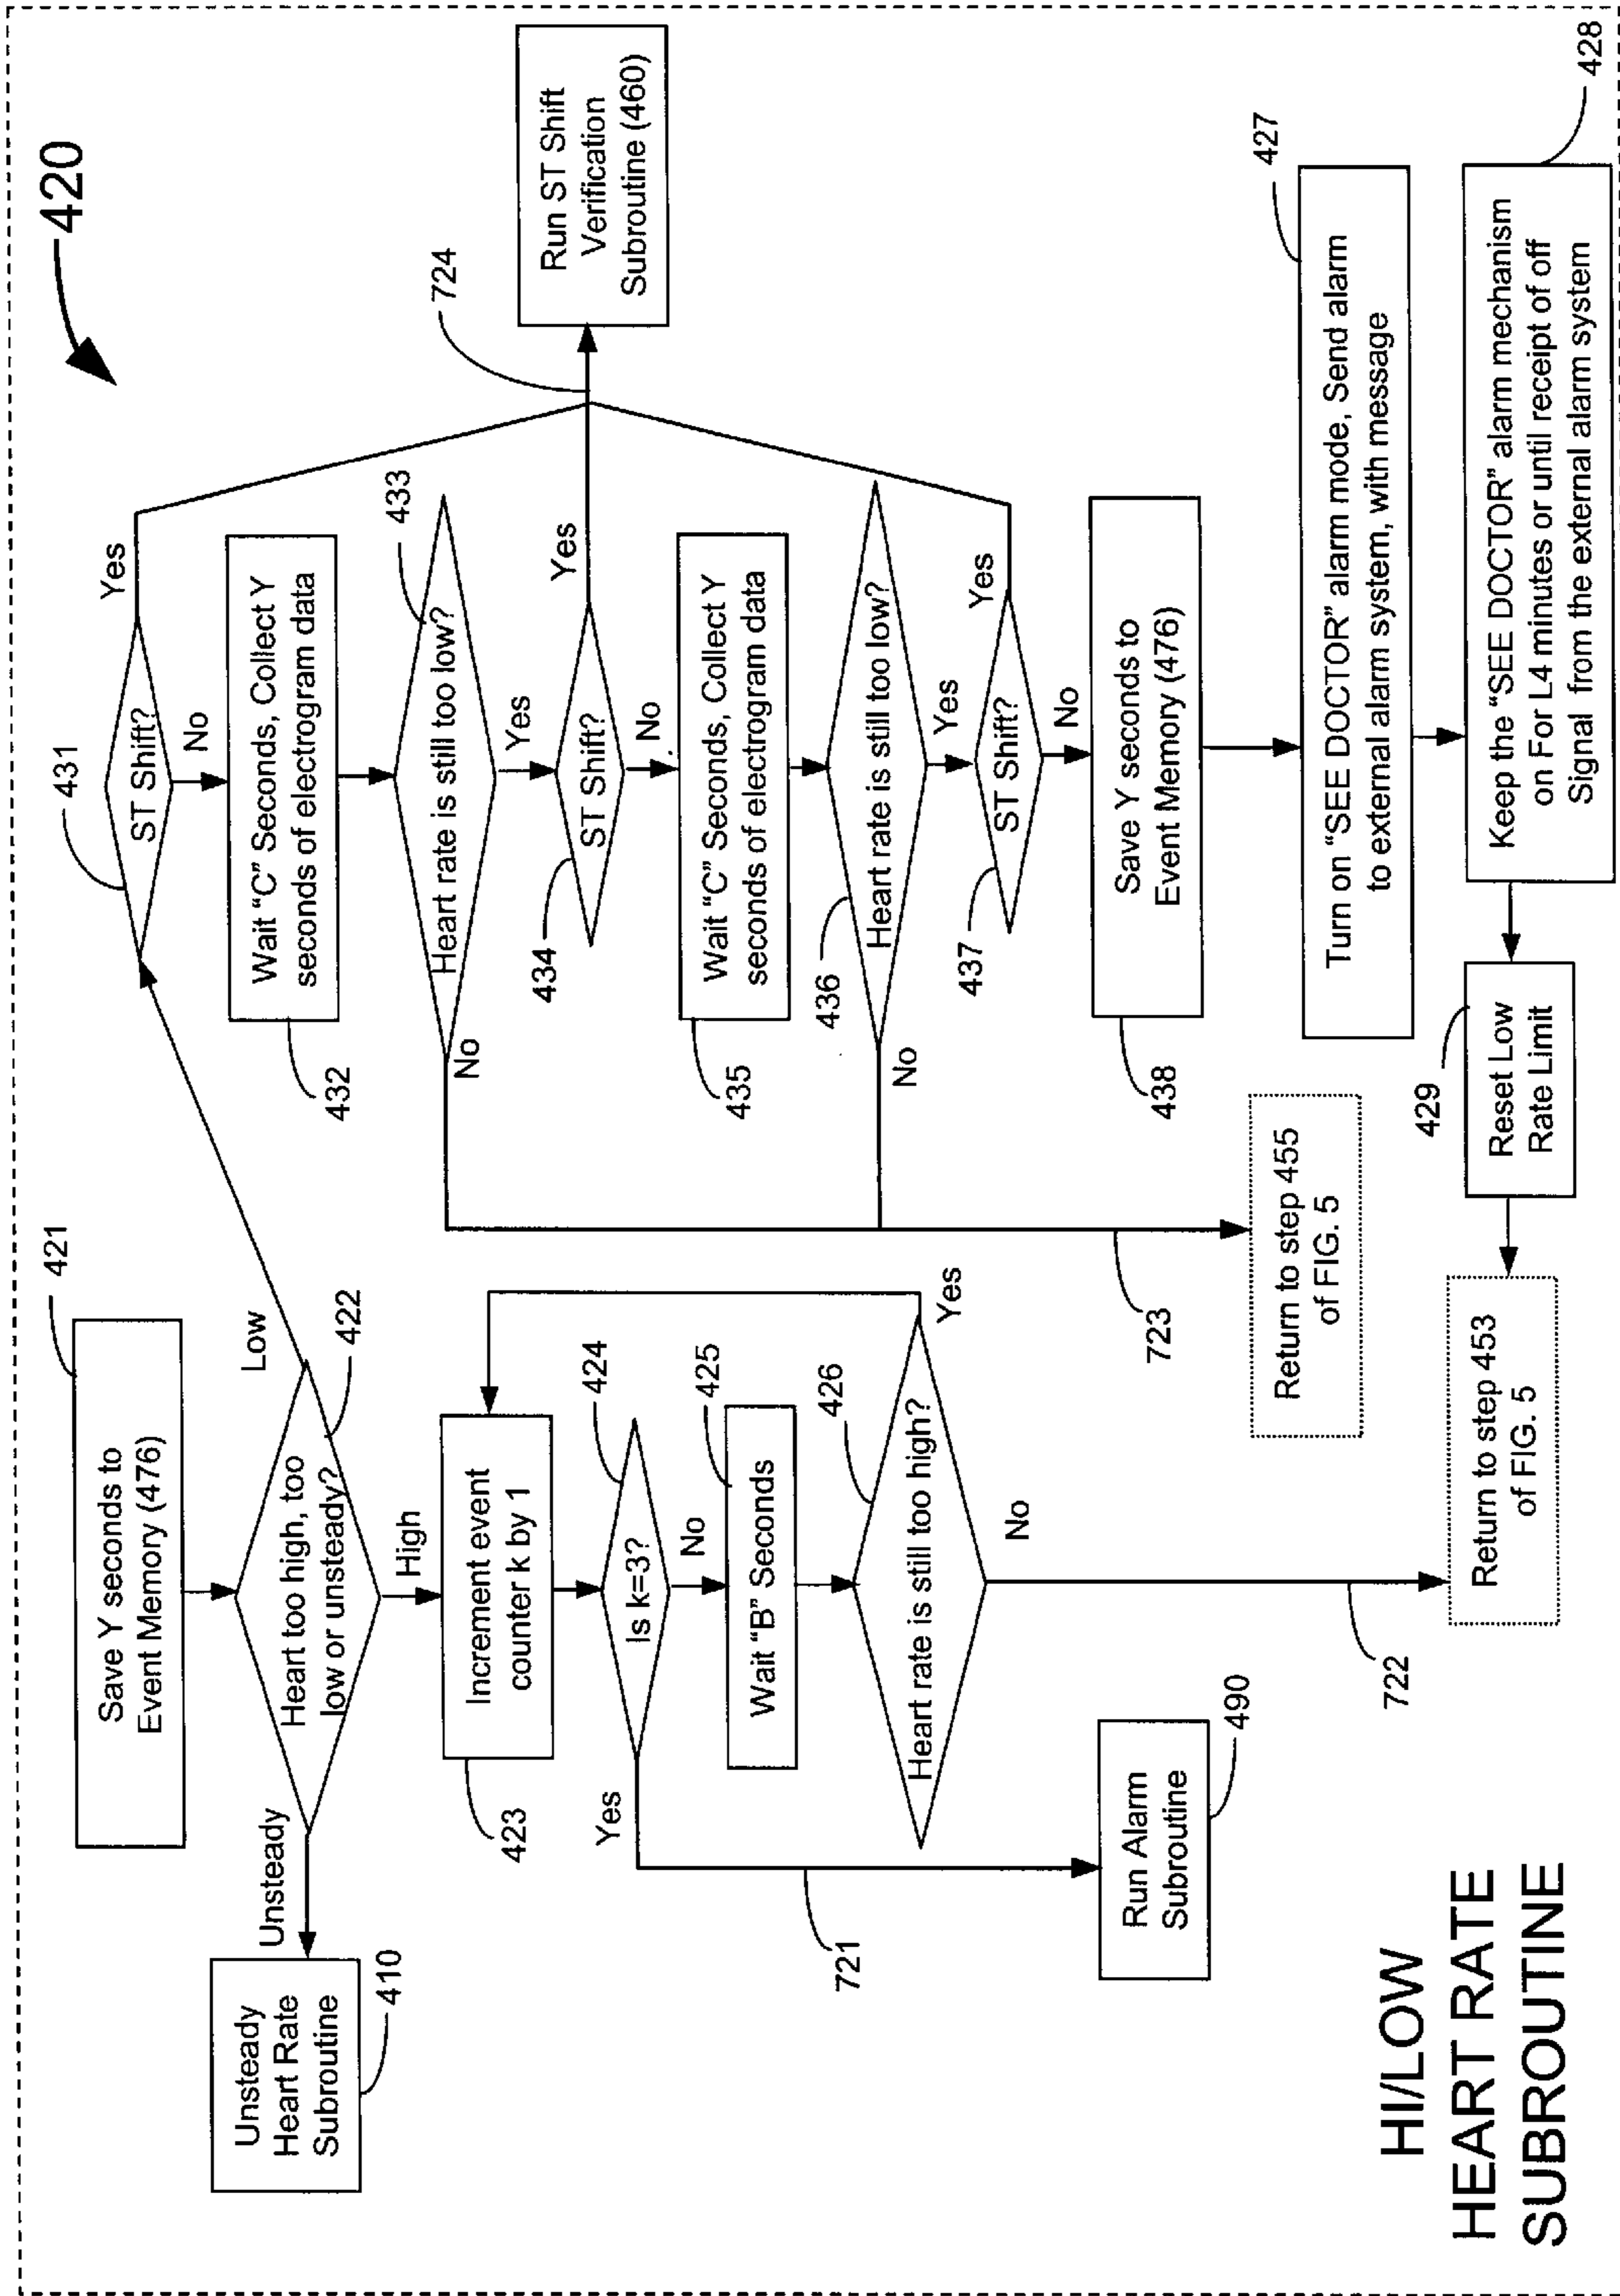 420
421
Save Y seconds to
Event Memory (476)
Unsteady
Heart Rate
Subroutine
410
Unsteady
Heart too high, too
low or unsteady?
422
Low
High
Increment event
counter k by 1
423
Is k=3?
424
Yes
No
Wait "B" Seconds
425
Heart rate is still too high?
426
Yes
No
721
Run Alarm
Subroutine
490
722
Return to step 453
of FIG. 5
431
ST Shift?
Yes
No
Wait "C" Seconds, Collect Y
seconds of electrogram data
432
Heart rate is still too low?
433
No
Yes
434
ST Shift?
Yes
No
Wait "C" Seconds, Collect Y
seconds of electrogram data
435
Heart rate is still too low?
436
No
Yes
437
ST Shift?
Yes
No
Save Y seconds to
Event Memory (476)
438
723
Return to step 455
of FIG. 5
724
Run ST Shift
Verification
Subroutine (460)
427
Turn on "SEE DOCTOR" alarm mode, Send alarm
to external alarm system, with message
Keep the "SEE DOCTOR" alarm mechanism
on For L4 minutes or until receipt of off
Signal from the external alarm system
428
429
Reset Low
Rate Limit
HI/LOW
HEART RATE
SUBROUTINE